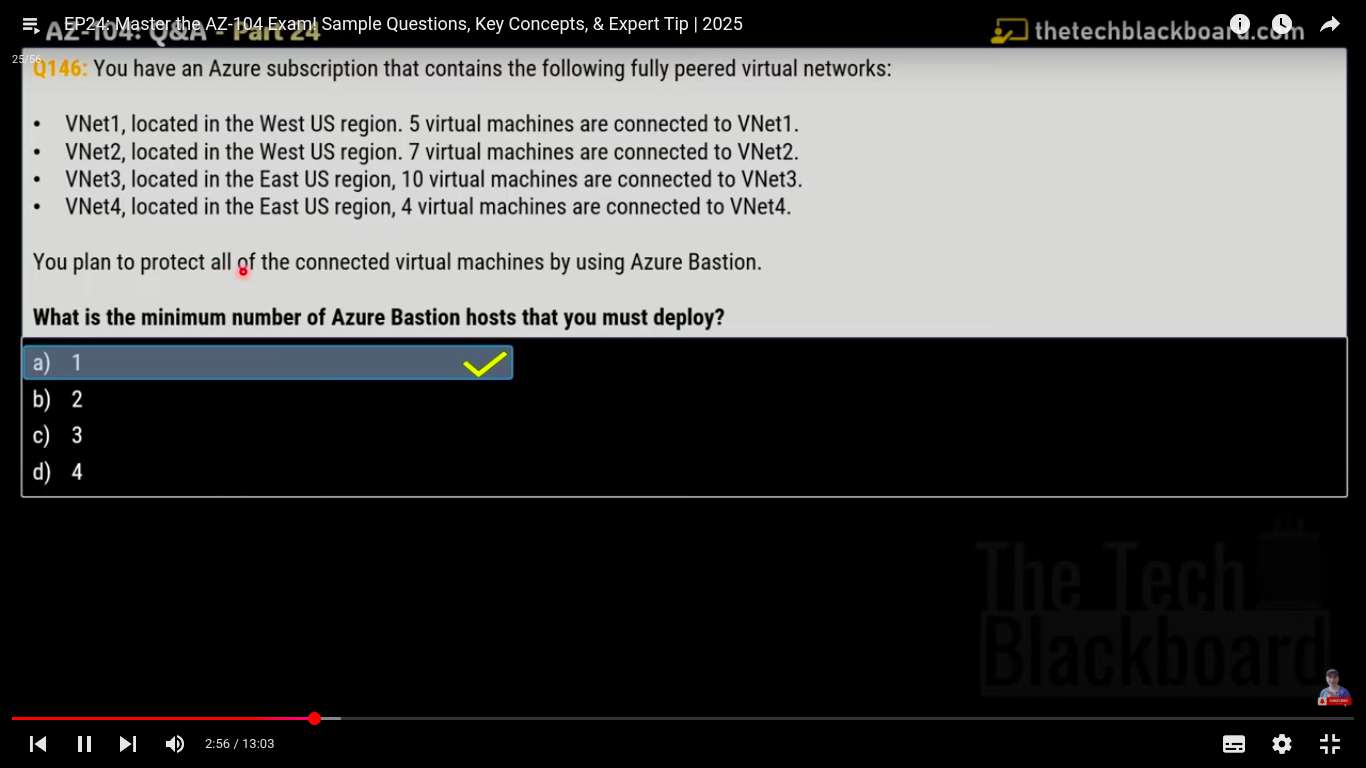 EP24: Master the AZ-104 Exam! Sample Questions, Key Concepts, & Expert Tip | 2025
AZ-104: Q&A - Part 24
thetechblackboard.com
25/56
Q146: You have an Azure subscription that contains the following fully peered virtual networks:
• VNet1, located in the West US region. 5 virtual machines are connected to VNet1.
• VNet2, located in the West US region. 7 virtual machines are connected to VNet2.
• VNet3, located in the East US region, 10 virtual machines are connected to VNet3.
• VNet4, located in the East US region, 4 virtual machines are connected to VNet4.
You plan to protect all of the connected virtual machines by using Azure Bastion.
What is the minimum number of Azure Bastion hosts that you must deploy?
a) 1
b) 2
c) 3
d) 4
The Tech
Blackboard
2:56 / 13:03